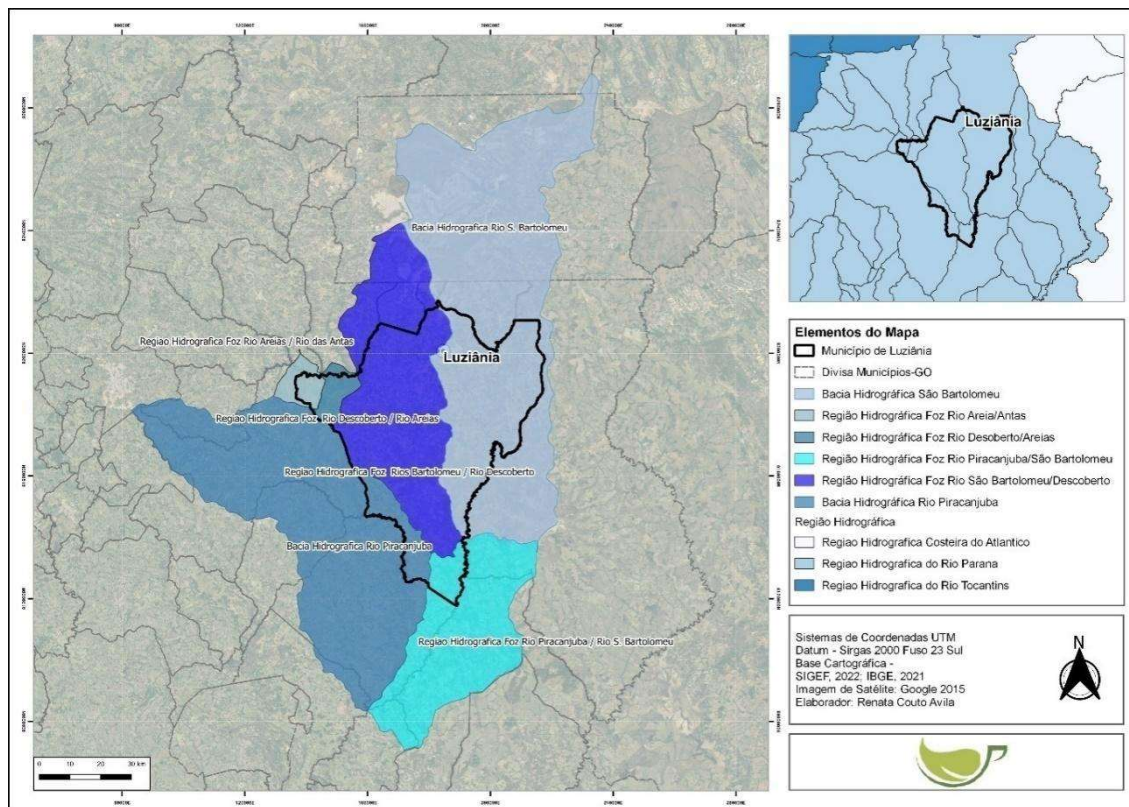 Bacia Hidrografica Rio S. Bartolomeu
Regiao Hidrografica Foz Rio Areias / Rio das Antas
Luziânia
Regiao Hidrografica Foz Rio Descoberto / Rio Areias
Regiao Hidrografica Foz Rios Bartolomeu / Rio Descoberto
Bacia Hidrografica Rio Piracanjuba
Regiao Hidrografica Foz Rio Piracanjuba / Rio S. Bartolomeu
0 10 20 30 km
Luziânia
Elementos do Mapa
Município de Luziânia
Divisa Municípios-GO
Bacia Hidrográfica São Bartolomeu
Região Hidrográfica Foz Rio Areia/Antas
Região Hidrográfica Foz Rio Desoberto/Areias
Região Hidrográfica Foz Rio Piracanjuba/São Bartolomeu
Região Hidrográfica Foz Rio São Bartolomeu/Descoberto
Bacia Hidrográfica Rio Piracanjuba
Região Hidrográfica
Regiao Hidrografica Costeira do Atlantico
Regiao Hidrografica do Rio Parana
Regiao Hidrografica do Rio Tocantins
Sistemas de Coordenadas UTM
Datum - Sirgas 2000 Fuso 23 Sul
Base Cartográfica -
SIGEF, 2022; IBGE, 2021
Imagem de Satélite: Google 2015
Elaborador: Renata Couto Avila
N